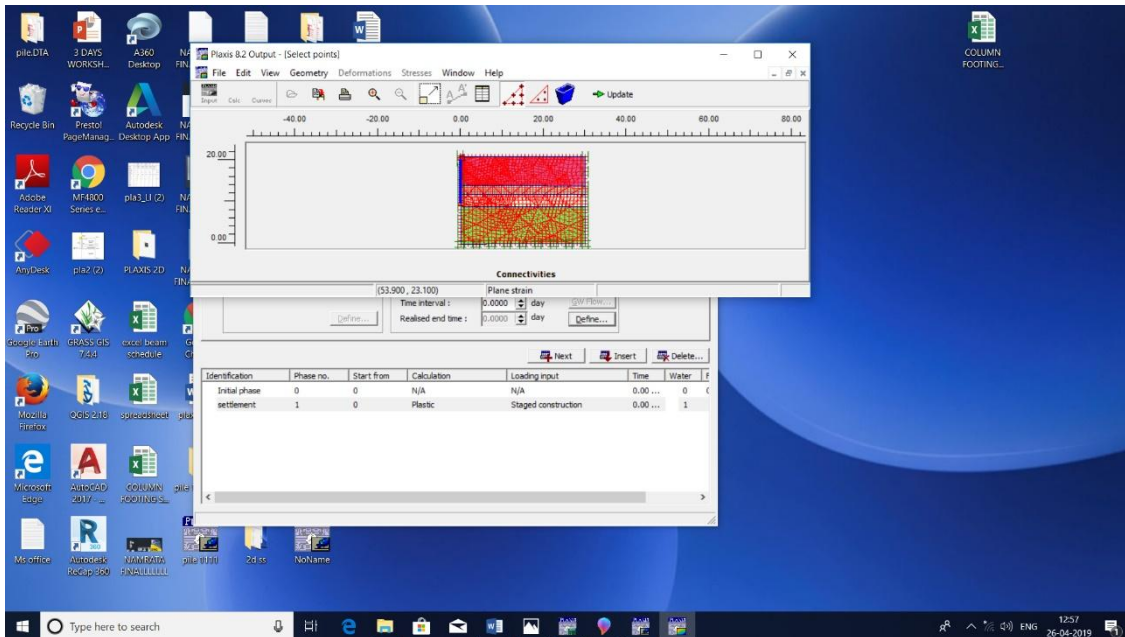 pile.DTA
3 DAYS
WORKSH...
A360
Desktop
COLUMN
FOOTING...
Plaxis 8.2 Output - [Select points]
File Edit View Geometry Deformations Stresses Window Help
Input Calc Curves
Update
-40.00 -20.00 0.00 20.00 40.00 60.00 80.00
20.00
0.00
Connectivities
(53.900 , 23.100) Plane strain
Recycle Bin
Prestol
PageManag...
Autodesk
Desktop App
Adobe
Reader XI
MF4800
Series e...
pla3_LI (2)
AnyDesk
pla2 (2)
PLAXIS 2D
Time interval : 0.0000 day GW Flow...
Define... Realised end time : 0.0000 day Define...
Next Insert Delete...
Identification Phase no. Start from Calculation Loading input Time Water
Initial phase 0 0 N/A N/A 0.00 ... 0
settlement 1 0 Plastic Staged construction 0.00 ... 1
Google Earth
Pro
GRASS GIS
7.4.4
excel beam
schedule
Mozilla
Firefox
QGIS 2.18
spreadsheet
Microsoft
Edge
AutoCAD
2017 - ...
COLUMN
FOOTING S...
Ms office
Autodesk
ReCap 360
NAMRATA
FINALLLLLLL
pile 1111
2d ss
NoName
Type here to search
ENG
12:57
26-04-2019